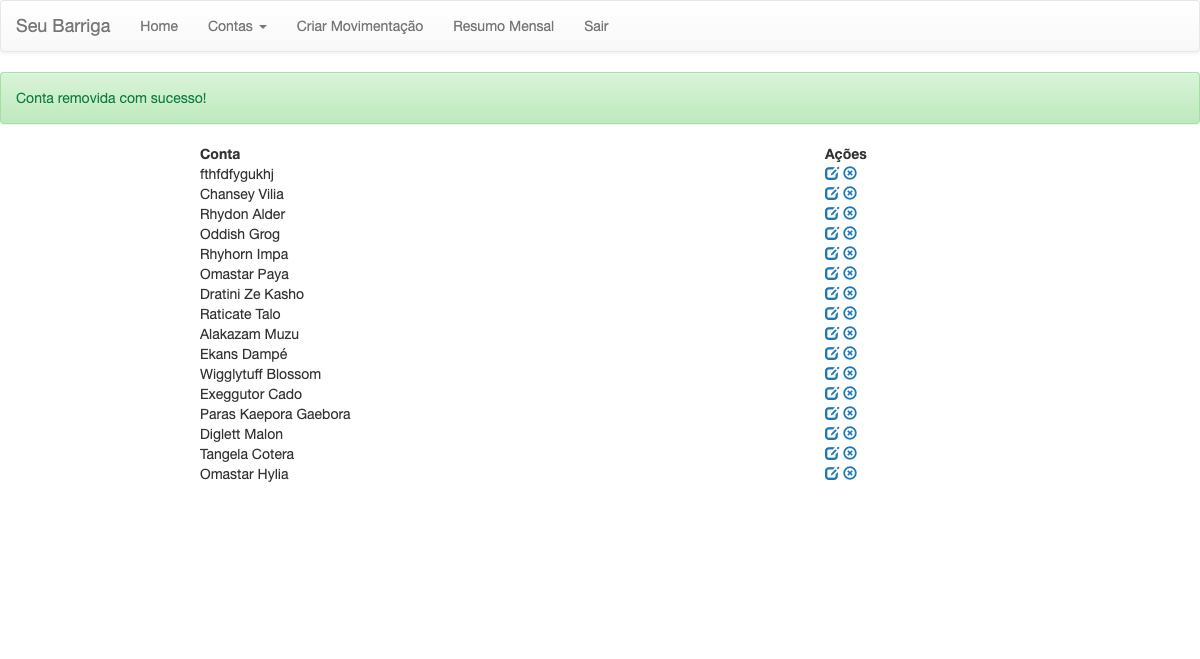 Seu Barriga Home Contas Criar Movimentação Resumo Mensal Sair
Conta removida com sucesso!
Conta Ações
fthfdfygukhj
Chansey Vilia
Rhydon Alder
Oddish Grog
Rhyhorn Impa
Omastar Paya
Dratini Ze Kasho
Raticate Talo
Alakazam Muzu
Ekans Dampé
Wigglytuff Blossom
Exeggutor Cado
Paras Kaepora Gaebora
Diglett Malon
Tangela Cotera
Omastar Hylia